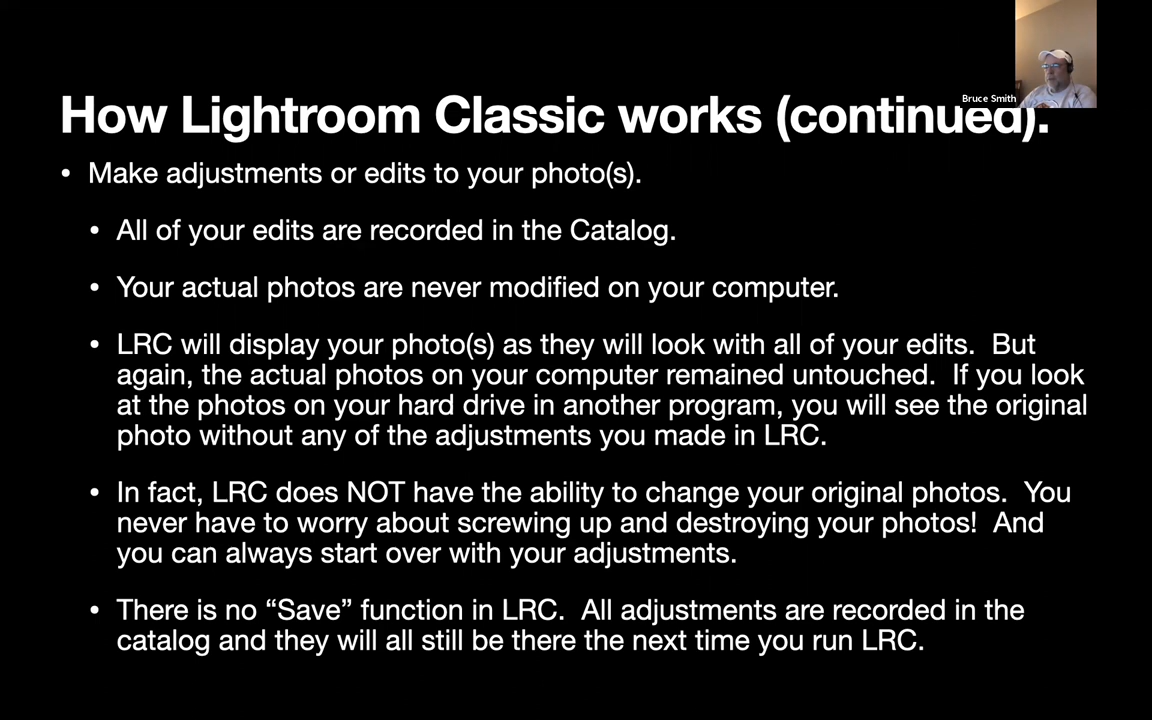 Bruce Smith
How Lightroom Classic works (continued).
• Make adjustments or edits to your photo(s).
• All of your edits are recorded in the Catalog.
• Your actual photos are never modified on your computer.
• LRC will display your photo(s) as they will look with all of your edits.  But
again, the actual photos on your computer remained untouched.  If you look
at the photos on your hard drive in another program, you will see the original
photo without any of the adjustments you made in LRC.
• In fact, LRC does NOT have the ability to change your original photos.  You
never have to worry about screwing up and destroying your photos!  And
you can always start over with your adjustments.
• There is no “Save” function in LRC.  All adjustments are recorded in the
catalog and they will all still be there the next time you run LRC.